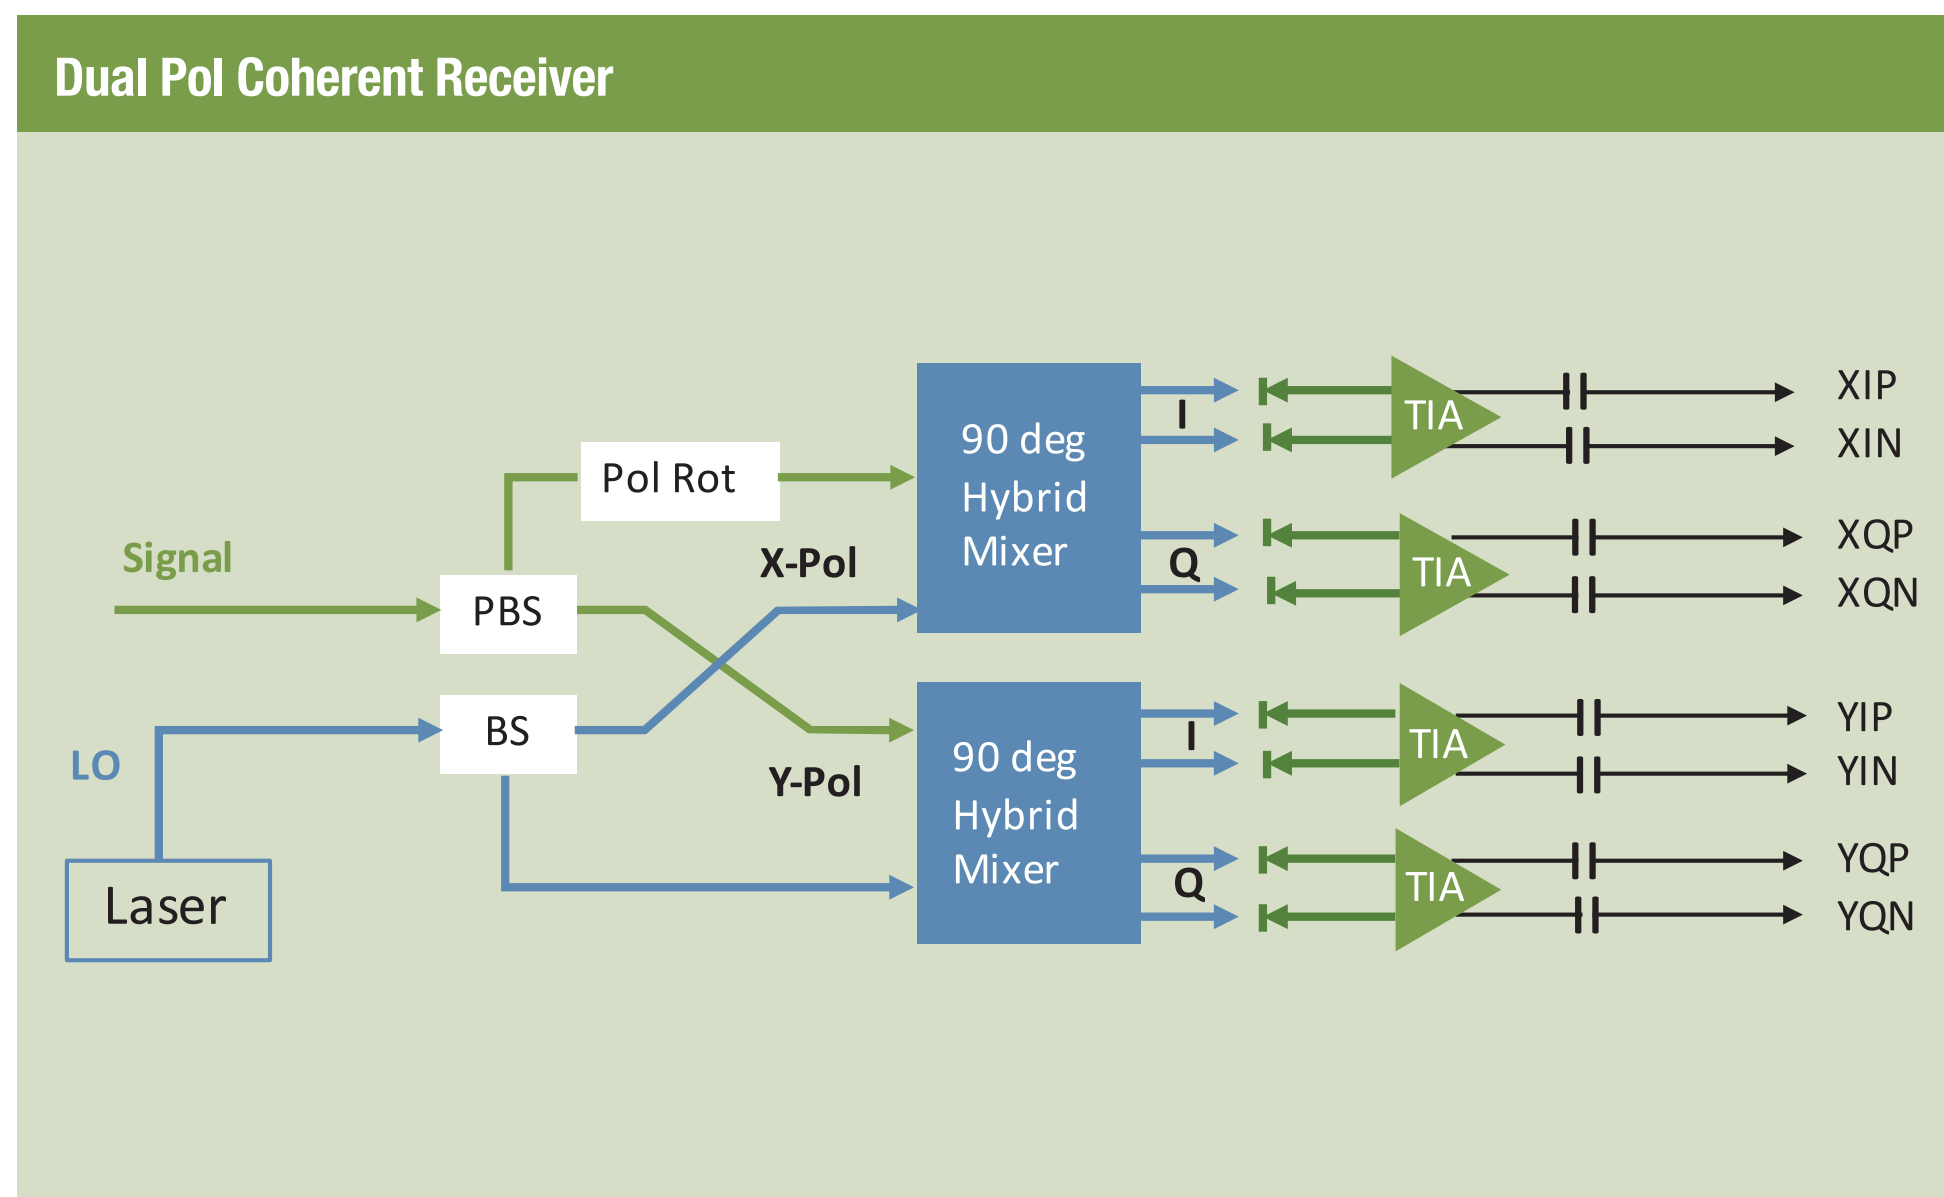 Dual Pol Coherent Receiver
Signal
PBS
Pol Rot
X-Pol
LO
BS
Y-Pol
Laser
90 deg
Hybrid
Mixer
I
Q
TIA
TIA
XIP
XIN
XQP
XQN
90 deg
Hybrid
Mixer
I
Q
TIA
TIA
YIP
YIN
YQP
YQN